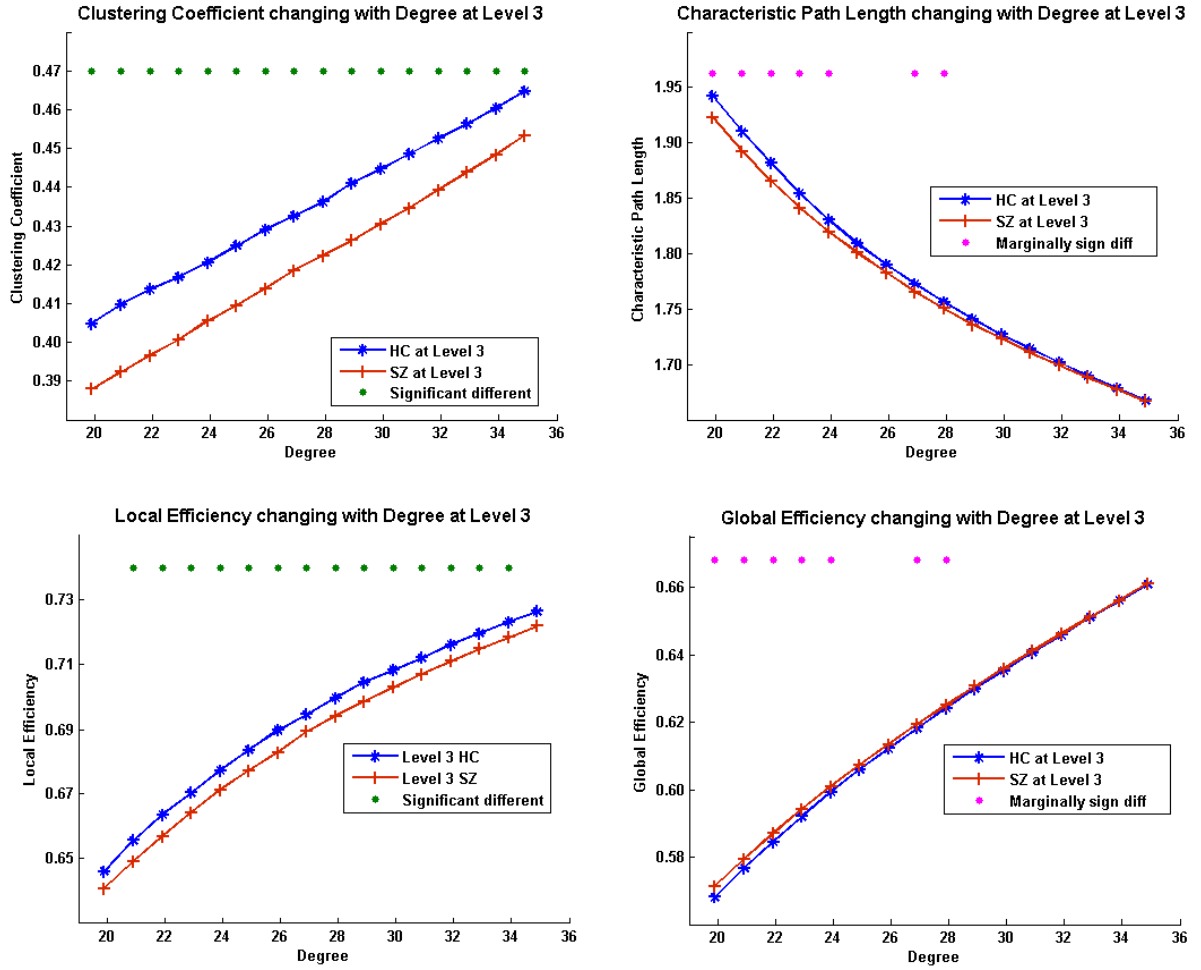 Clustering Coefficient changing with Degree at Level 3
Clustering Coefficient
0.47
0.46
0.45
0.44
0.43
0.42
0.41
0.40
0.39
HC at Level 3
SZ at Level 3
Significant different
20 22 24 26 28 30 32 34 36
Degree
Characteristic Path Length changing with Degree at Level 3
Characteristic Path Length
1.95
1.90
1.85
1.80
1.75
1.70
HC at Level 3
SZ at Level 3
Marginally sign diff
20 22 24 26 28 30 32 34 36
Degree
Local Efficiency changing with Degree at Level 3
Local Efficiency
0.73
0.71
0.69
0.67
0.65
Level 3 HC
Level 3 SZ
Significant different
20 22 24 26 28 30 32 34 36
Degree
Global Efficiency changing with Degree at Level 3
Global Efficiency
0.66
0.64
0.62
0.60
0.58
HC at Level 3
SZ at Level 3
Marginally sign diff
20 22 24 26 28 30 32 34 36
Degree